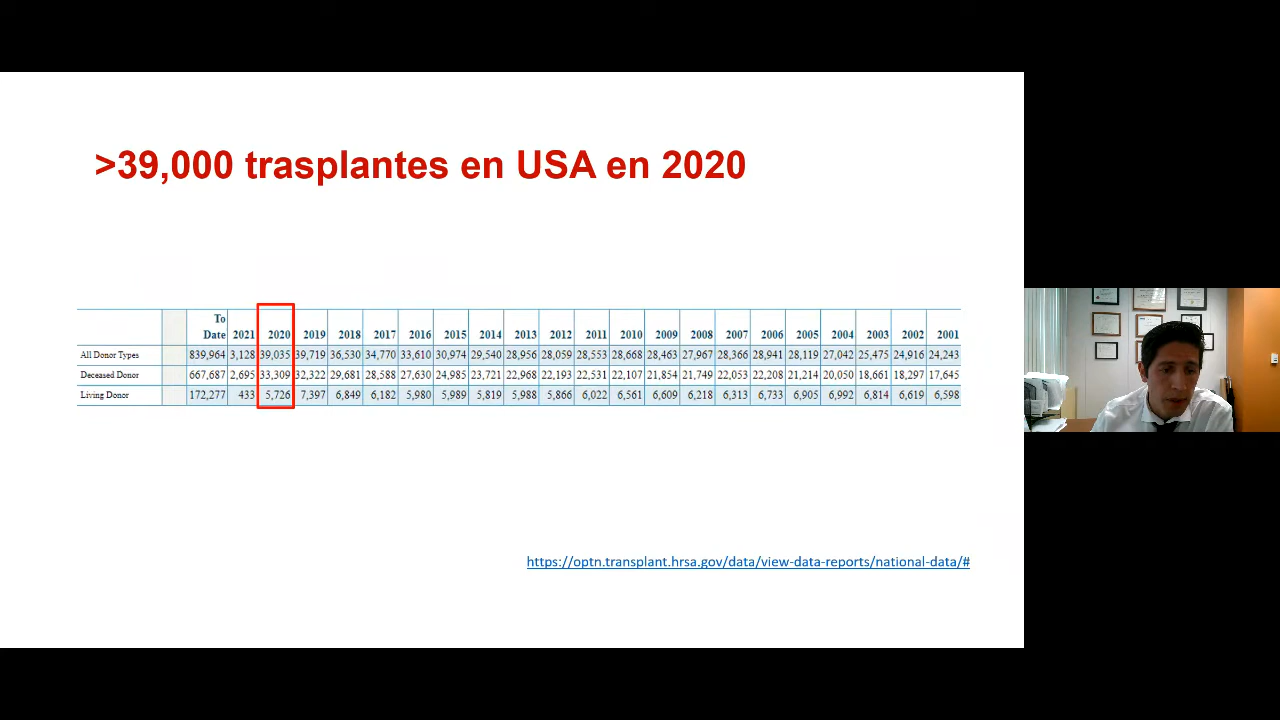 >39,000 trasplantes en USA en 2020
To Date 2021 2020 2019 2018 2017 2016 2015 2014 2013 2012 2011 2010 2009 2008 2007 2006 2005 2004 2003 2002 2001
All Donor Types 839,964 3,128 39,035 39,719 36,530 34,770 33,610 30,974 29,540 28,956 28,059 28,553 28,668 28,463 27,967 28,366 28,941 28,119 27,042 25,475 24,916 24,243
Deceased Donor 667,687 2,695 33,309 32,322 29,681 28,588 27,630 24,985 23,721 22,968 22,193 22,531 22,107 21,854 21,749 22,053 22,208 21,214 20,050 18,661 18,297 17,645
Living Donor 172,277 433 5,726 7,397 6,849 6,182 5,980 5,989 5,819 5,988 5,866 6,022 6,561 6,609 6,218 6,313 6,733 6,905 6,992 6,814 6,619 6,598
https://optn.transplant.hrsa.gov/data/view-data-reports/national-data/#